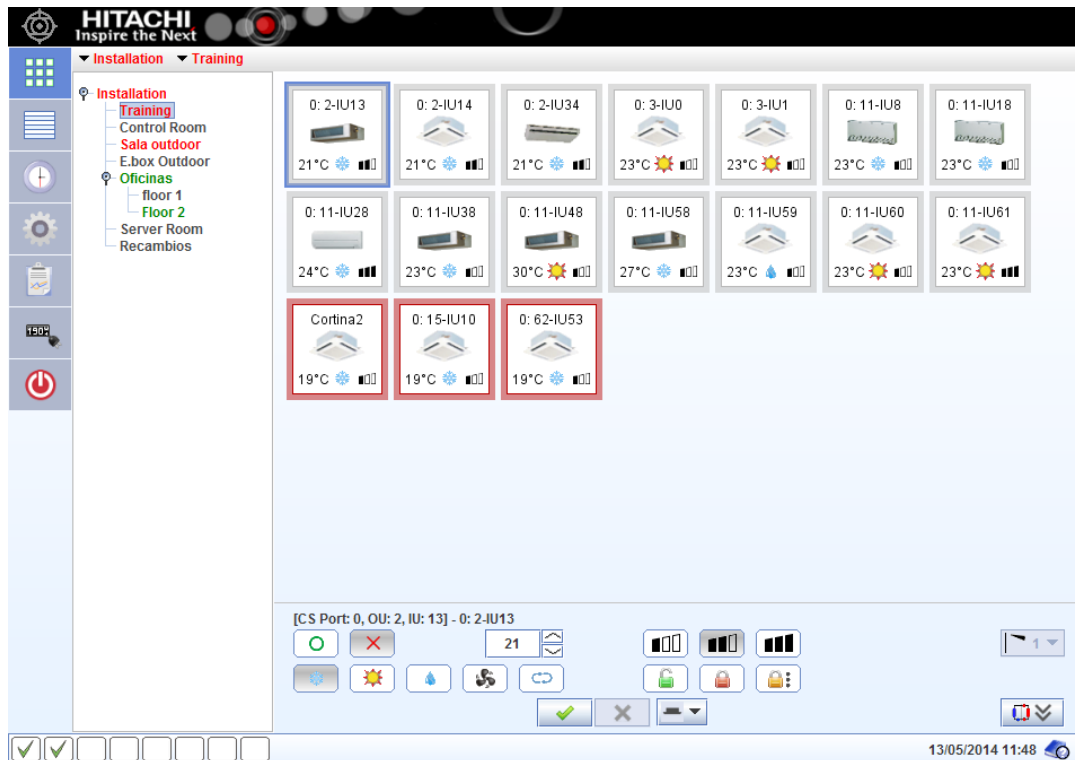 HITACHI
Inspire the Next
Installation Training
Installation
Training
Control Room
Sala outdoor
E.box Outdoor
Oficinas
floor 1
Floor 2
Server Room
Recambios
0: 2-IU13 0: 2-IU14 0: 2-IU34 0: 3-IU0 0: 3-IU1 0: 11-IU8 0: 11-IU18
21°C 21°C 21°C 23°C 23°C 23°C 23°C
0: 11-IU28 0: 11-IU38 0: 11-IU48 0: 11-IU58 0: 11-IU59 0: 11-IU60 0: 11-IU61
24°C 23°C 30°C 27°C 23°C 23°C 23°C
Cortina2 0: 15-IU10 0: 62-IU53
19°C 19°C 19°C
[CS Port: 0, OU: 2, IU: 13] - 0: 2-IU13
21
1
13/05/2014 11:48